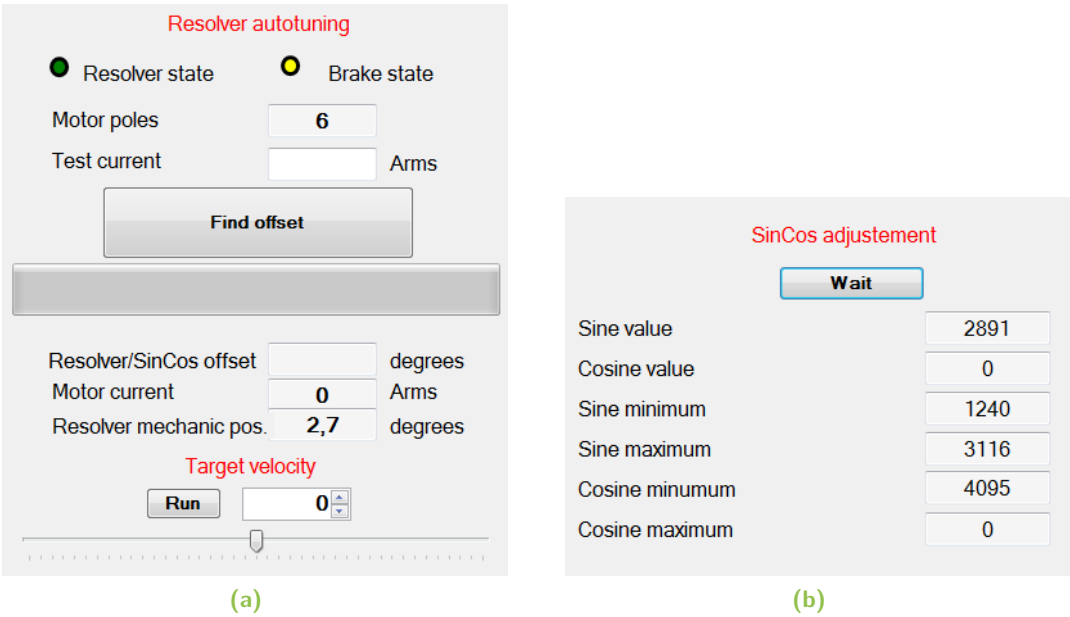 Resolver autotuning
Resolver state Brake state
Motor poles 6
Test current Arms
Find offset
Resolver/SinCos offset degrees
Motor current 0 Arms
Resolver mechanic pos. 2,7 degrees
Target velocity
Run 0
(a)
SinCos adjustement
Wait
Sine value 2891
Cosine value 0
Sine minimum 1240
Sine maximum 3116
Cosine minumum 4095
Cosine maximum 0
(b)